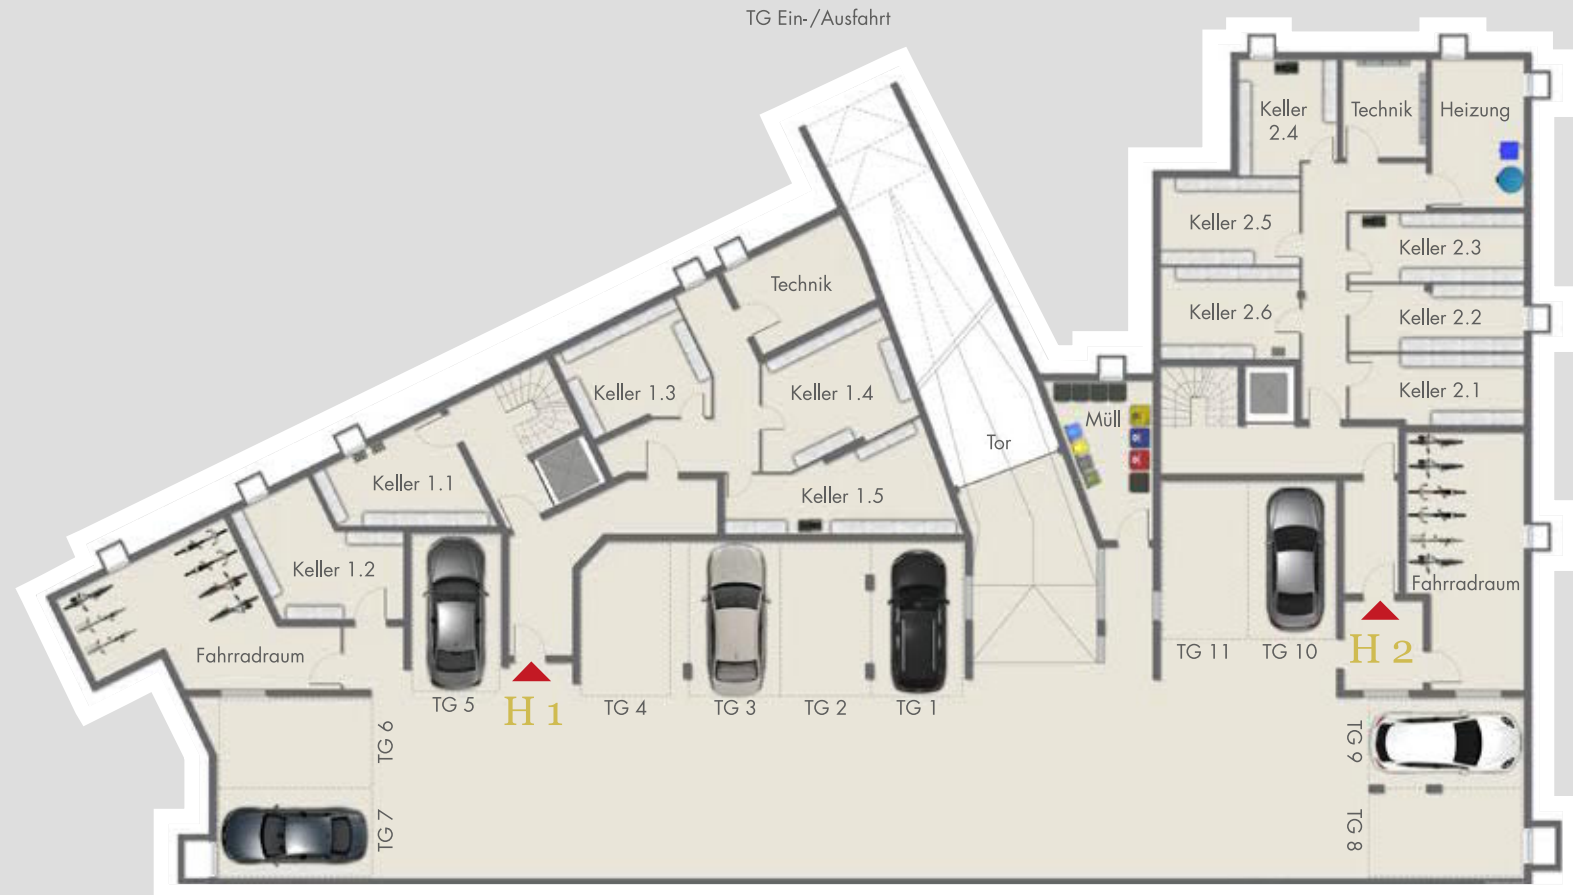 TG Ein-/Ausfahrt
Keller
2.4
Technik
Heizung
Keller 2.5
Keller 2.3
Keller 2.6
Keller 2.2
Keller 2.1
Technik
Keller 1.3
Keller 1.4
Müll
Tor
Keller 1.1
Keller 1.5
Keller 1.2
Fahrradraum
Fahrradraum
TG 5
H 1
TG 4
TG 3
TG 2
TG 1
TG 11
TG 10
H 2
TG 6
TG 7
TG 9
TG 8